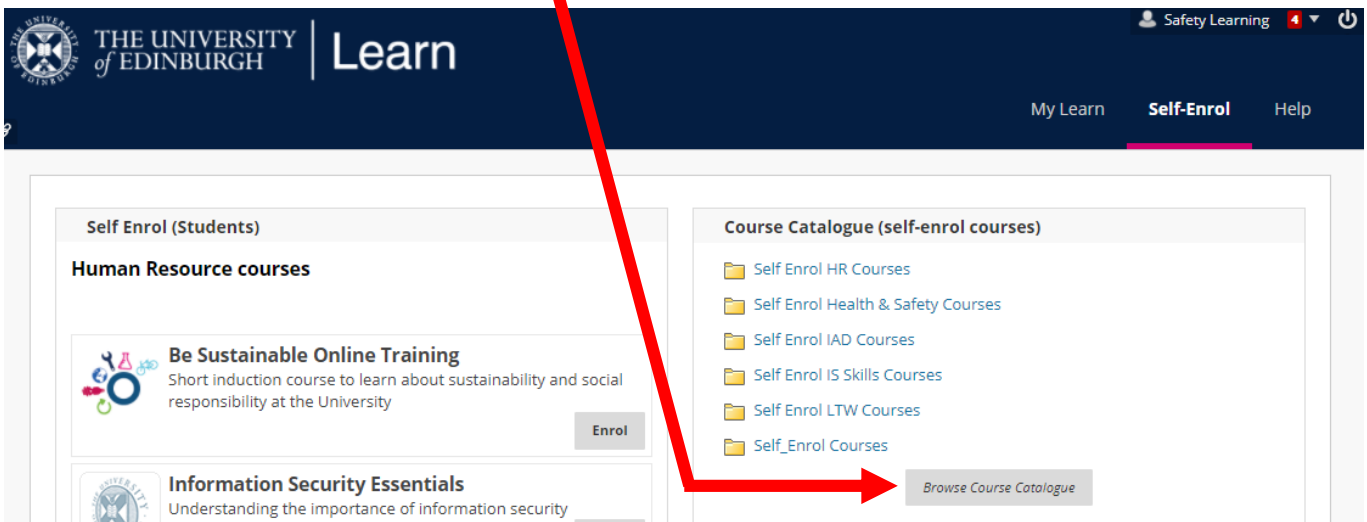 Safety Learning 4
THE UNIVERSITY
of EDINBURGH
Learn
My Learn Self-Enrol Help
Self Enrol (Students)
Human Resource courses
Be Sustainable Online Training
Short induction course to learn about sustainability and social
responsibility at the University
Enrol
Information Security Essentials
Understanding the importance of information security
Course Catalogue (self-enrol courses)
Self Enrol HR Courses
Self Enrol Health & Safety Courses
Self Enrol IAD Courses
Self Enrol IS Skills Courses
Self Enrol LTW Courses
Self_Enrol Courses
Browse Course Catalogue